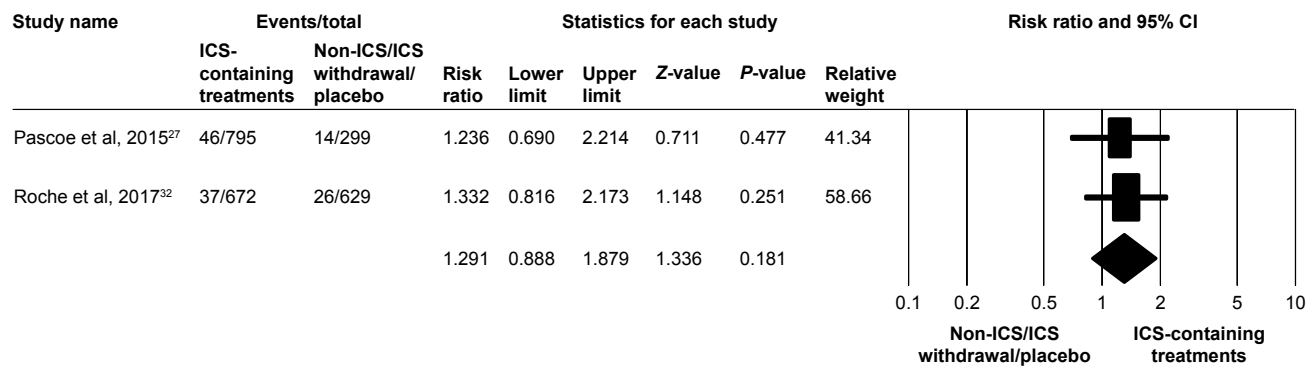 Study name Events/total Statistics for each study Risk ratio and 95% CI
ICS- Non-ICS/ICS
containing withdrawal/ Risk Lower Upper Z-value P-value Relative
treatments placebo ratio limit limit weight
Pascoe et al, 2015²⁷ 46/795 14/299 1.236 0.690 2.214 0.711 0.477 41.34
Roche et al, 2017³² 37/672 26/629 1.332 0.816 2.173 1.148 0.251 58.66
1.291 0.888 1.879 1.336 0.181
0.1 0.2 0.5 1 2 5 10
Non-ICS/ICS ICS-containing
withdrawal/placebo treatments